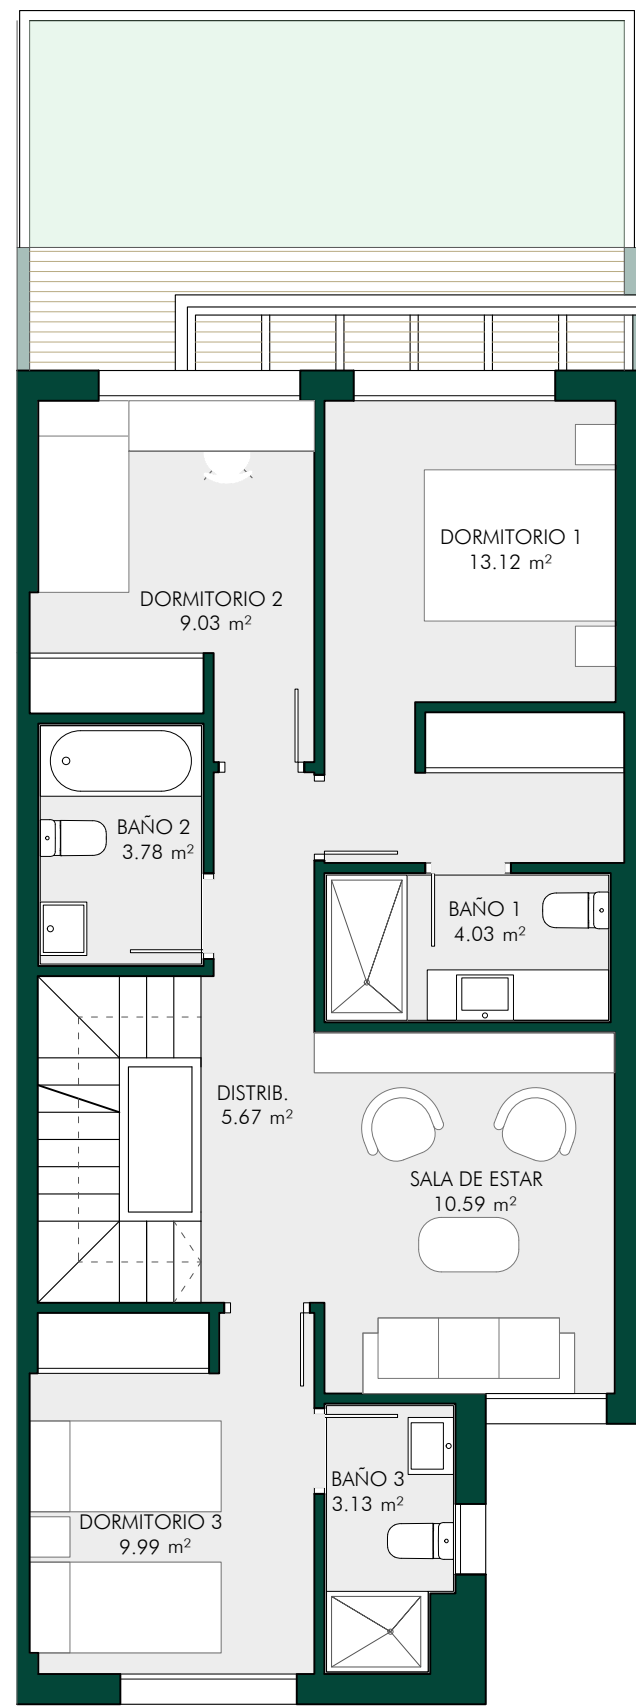 DORMITORIO 1
13.12 m²
DORMITORIO 2
9.03 m²
BAÑO 2
3.78 m²
BAÑO 1
4.03 m²
DISTRIB.
5.67 m²
SALA DE ESTAR
10.59 m²
BAÑO 3
3.13 m²
DORMITORIO 3
9.99 m²